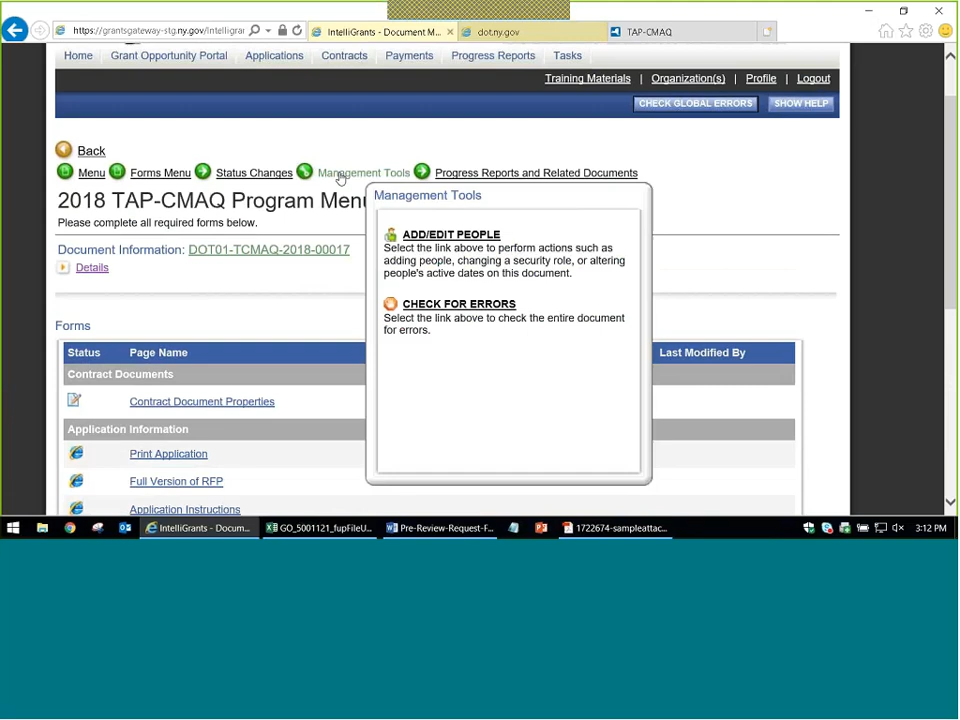 https://grantsgateway-stg.ny.gov/Intelligran
IntelliGrants - Document M...
dot.ny.gov
TAP-CMAQ
Home Grant Opportunity Portal Applications Contracts Payments Progress Reports Tasks
Training Materials | Organization(s) | Profile | Logout
CHECK GLOBAL ERRORS SHOW HELP
Back
Menu Forms Menu Status Changes Management Tools Progress Reports and Related Documents
2018 TAP-CMAQ Program Menu
Please complete all required forms below.
Document Information: DOT01-TCMAQ-2018-00017
Details
Management Tools
ADD/EDIT PEOPLE
Select the link above to perform actions such as
adding people, changing a security role, or altering
people's active dates on this document.
CHECK FOR ERRORS
Select the link above to check the entire document
for errors.
Forms
Status Page Name Last Modified By
Contract Documents
Contract Document Properties
Application Information
Print Application
Full Version of RFP
Application Instructions
IntelliGrants - Docum...
GO_5001121_fupFileU...
Pre-Review-Request-F...
1722674-sampleattac...
3:12 PM